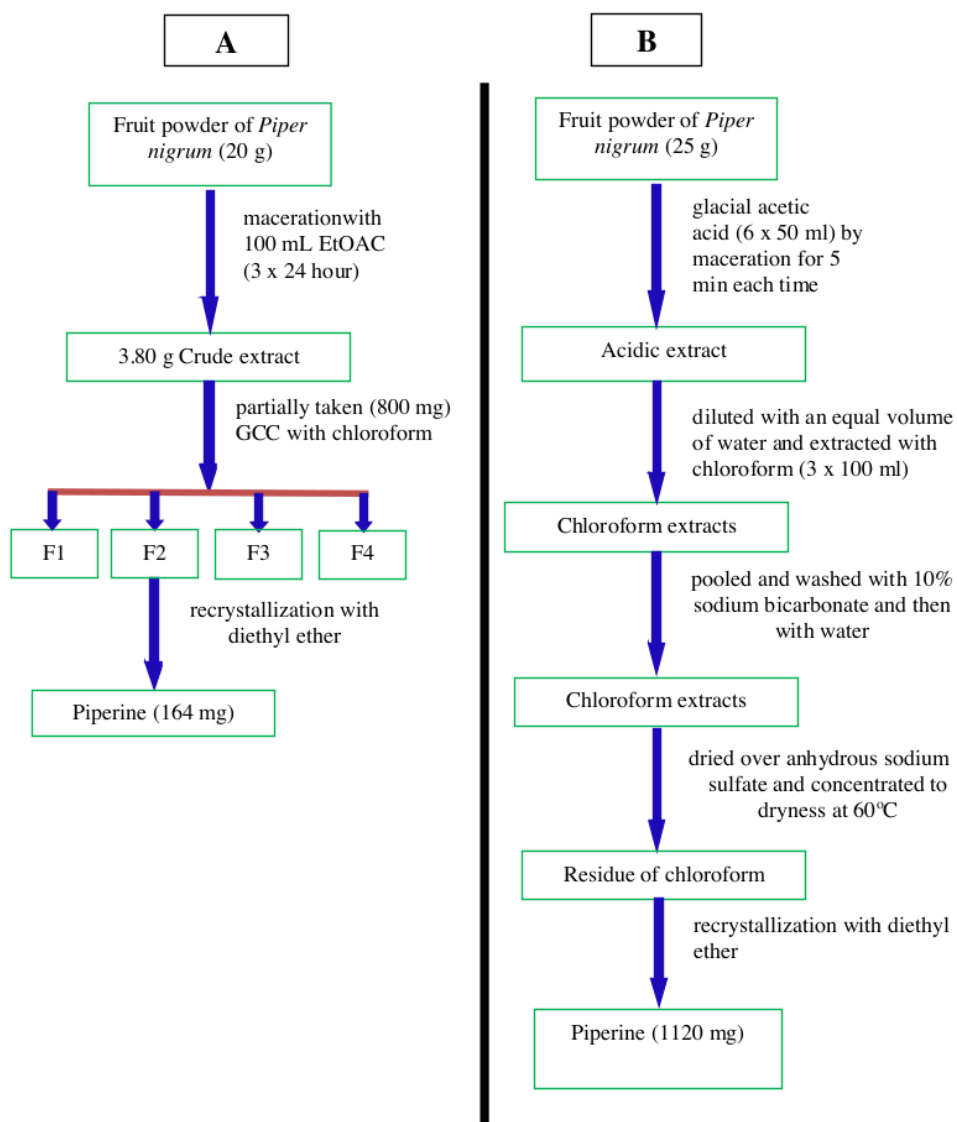 A
Fruit powder of Piper
nigrum (20 g)
macerationwith
100 mL EtOAC
(3 x 24 hour)
3.80 g Crude extract
partially taken (800 mg)
GCC with chloroform
F1
F2
F3
F4
recrystallization with
diethyl ether
Piperine (164 mg)
B
Fruit powder of Piper
nigrum (25 g)
glacial acetic
acid (6 x 50 ml) by
maceration for 5
min each time
Acidic extract
diluted with an equal volume
of water and extracted with
chloroform (3 x 100 ml)
Chloroform extracts
pooled and washed with 10%
sodium bicarbonate and then
with water
Chloroform extracts
dried over anhydrous sodium
sulfate and concentrated to
dryness at 60°C
Residue of chloroform
recrystallization with diethyl
ether
Piperine (1120 mg)